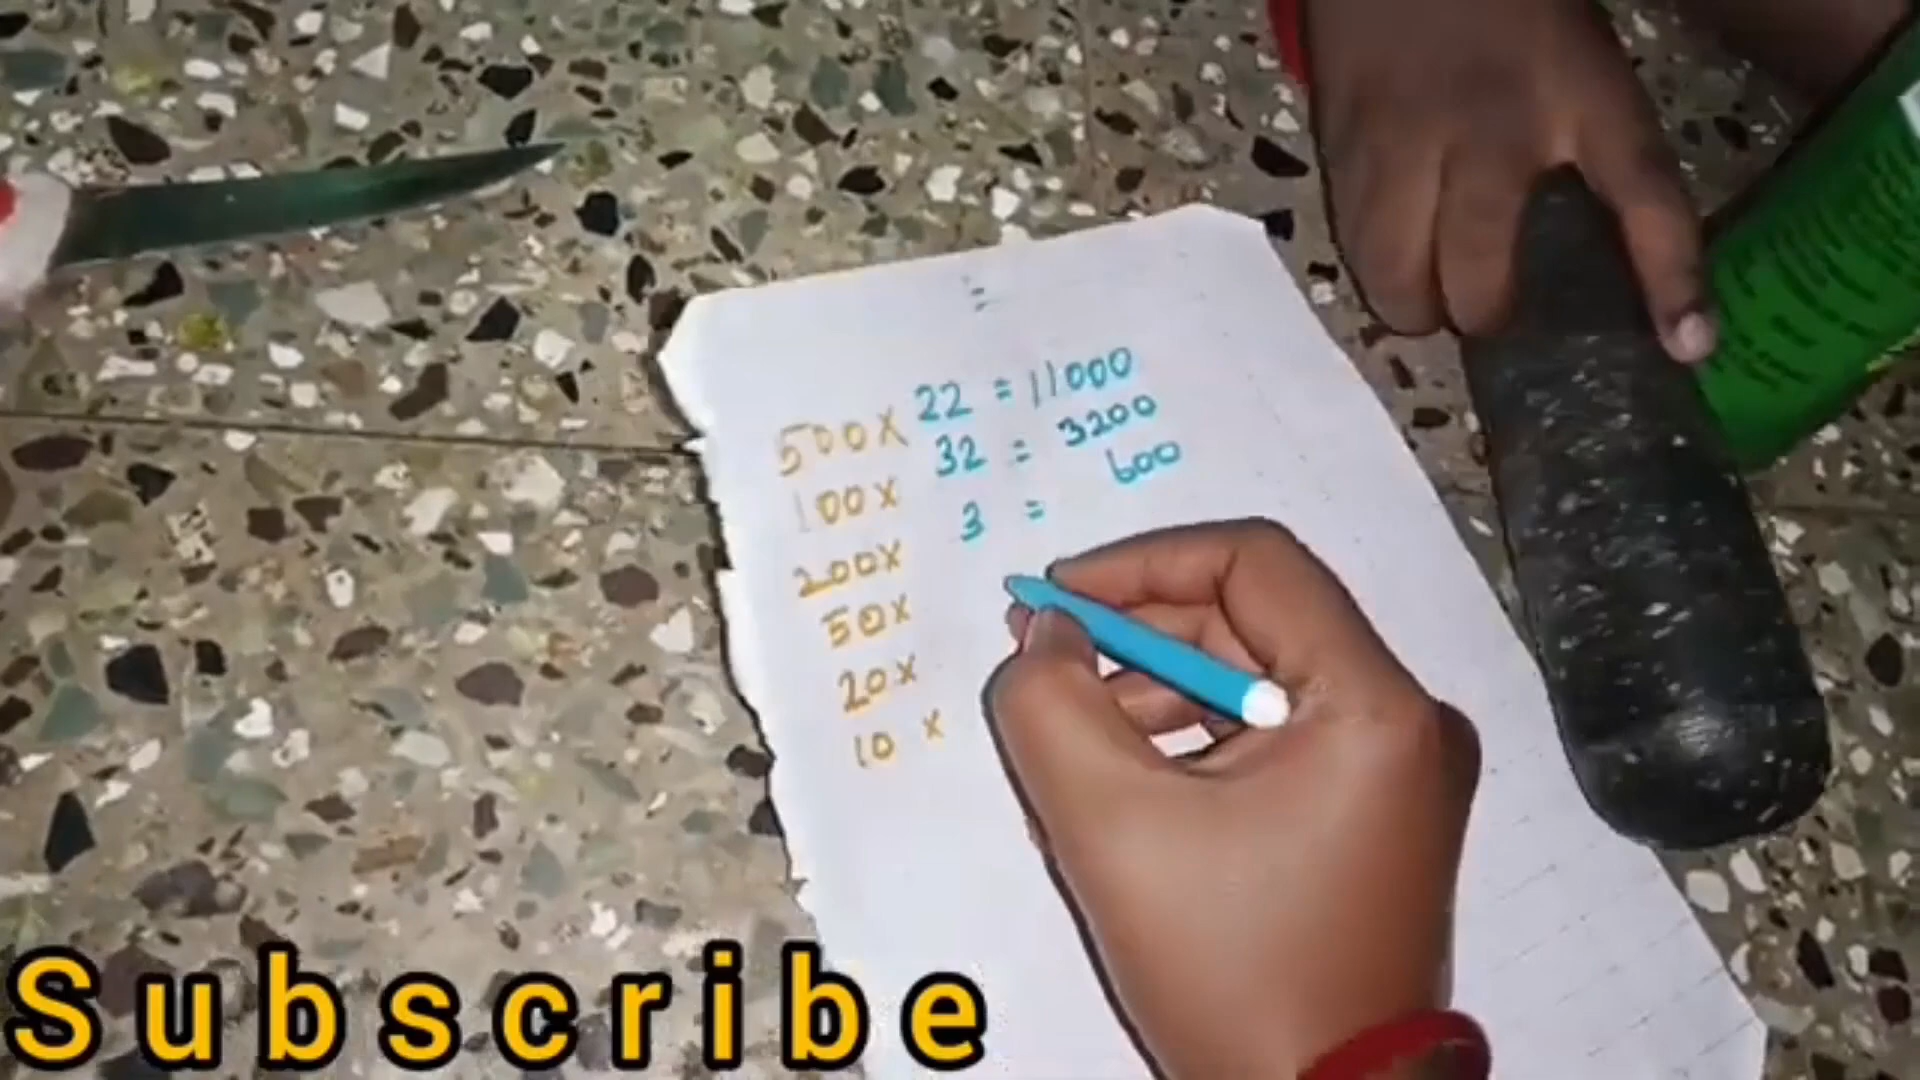 =
500x 22 = 11000
100x 32 = 3200
200x 3 = 600
50x
20x
10 x
Subscribe